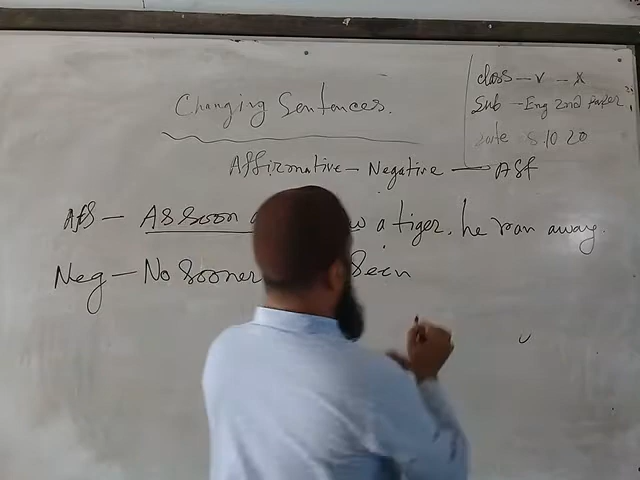 Changing Sentences.
class - V - X
Sub - Eng 2nd Paper
Date 8.10 20
Affirmative - Negative - ASf
Aff - As soon a w a tiger, he ran away.
Neg - No sooner Seen